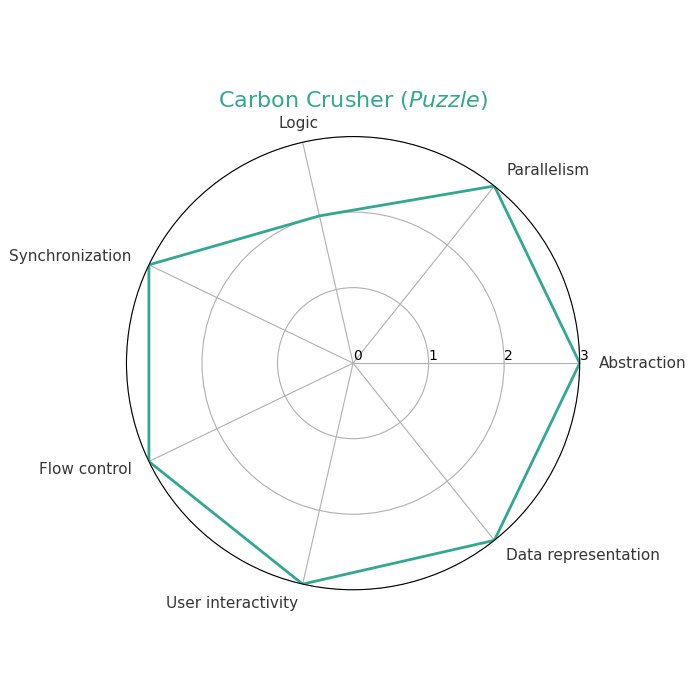 Carbon Crusher (Puzzle)
Logic
Parallelism
Synchronization
0
1
2
3
Abstraction
Flow control
Data representation
User interactivity